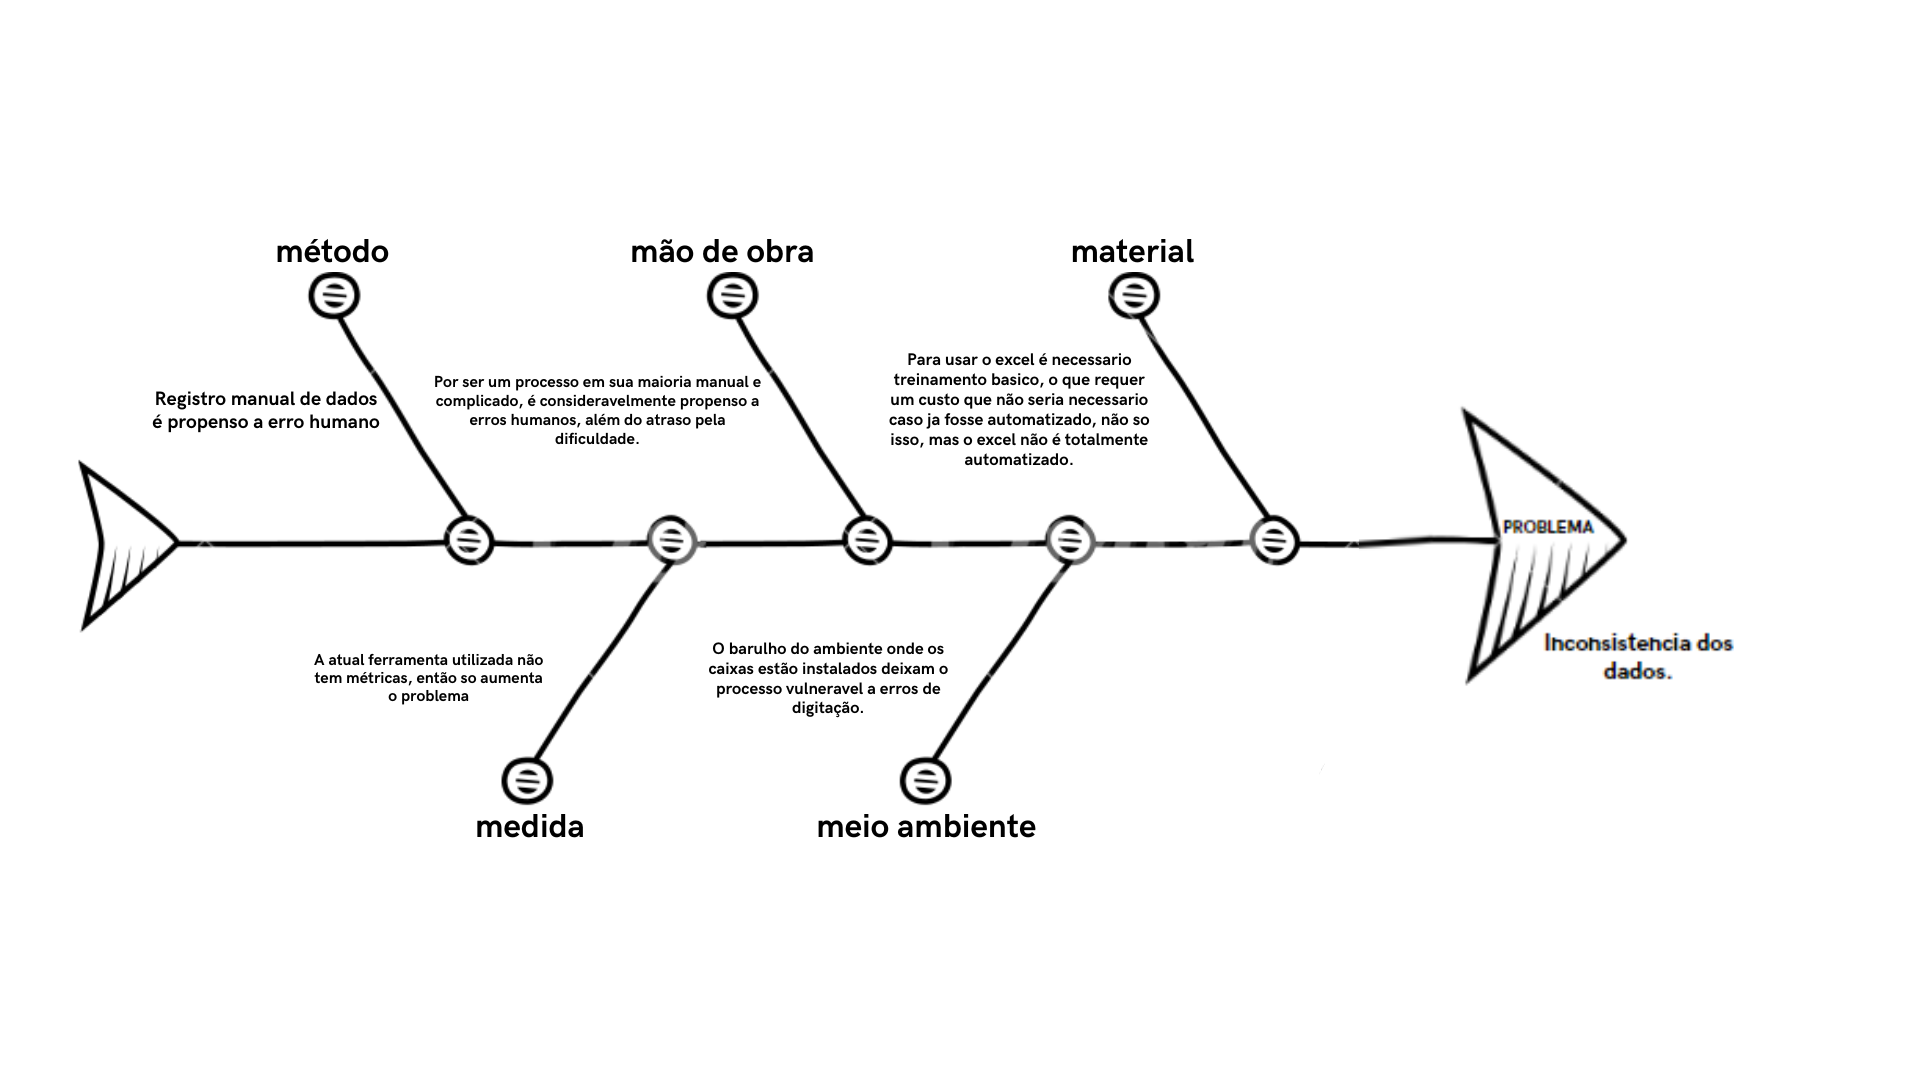 método
mão de obra
material
Registro manual de dados
é propenso a erro humano
Por ser um processo em sua maioria manual e
complicado, é consideravelmente propenso a
erros humanos, além do atraso pela
dificuldade.
Para usar o excel é necessario
treinamento basico, o que requer
um custo que não seria necessario
caso ja fosse automatizado, não so
isso, mas o excel não é totalmente
automatizado.
PROBLEMA
Inconsistencia dos
dados.
A atual ferramenta utilizada não
tem métricas, então so aumenta
o problema
O barulho do ambiente onde os
caixas estão instalados deixam o
processo vulneravel a erros de
digitação.
medida
meio ambiente